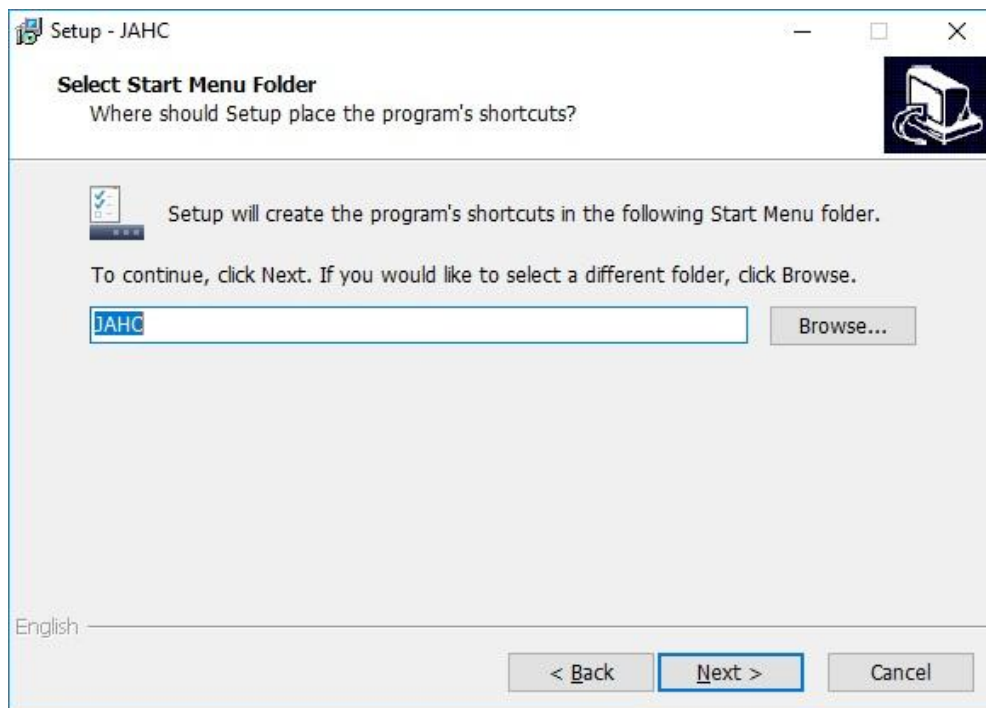 Setup - JAHC
Select Start Menu Folder
Where should Setup place the program's shortcuts?
Setup will create the program's shortcuts in the following Start Menu folder.
To continue, click Next. If you would like to select a different folder, click Browse.
JAHC
Browse...
English
< Back
Next >
Cancel